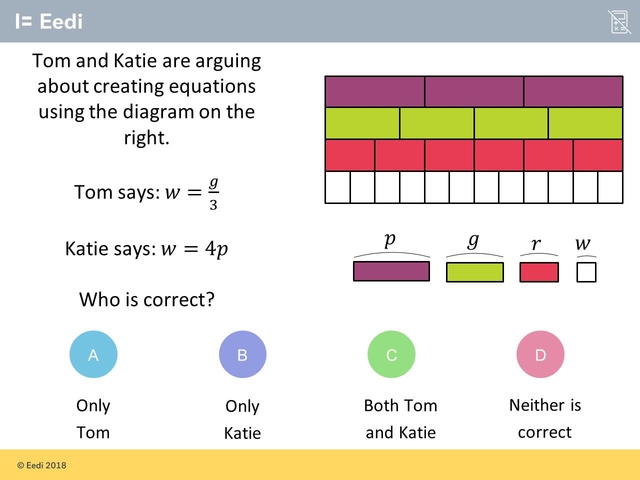 Eedi
Tom and Katie are arguing
about creating equations
using the diagram on the
right.
Tom says: w = g/3
Katie says: w = 4p
Who is correct?
p g r w
A B C D
Only Only Both Tom Neither is
Tom Katie and Katie correct
© Eedi 2018